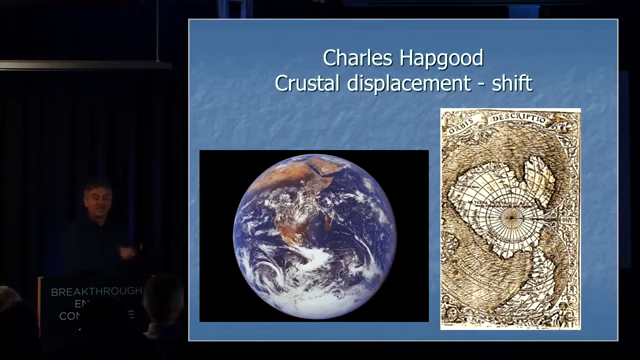 Charles Hapgood
Crustal displacement - shift
ORBIS DESCRIPTIO
BREAKTHROUGH